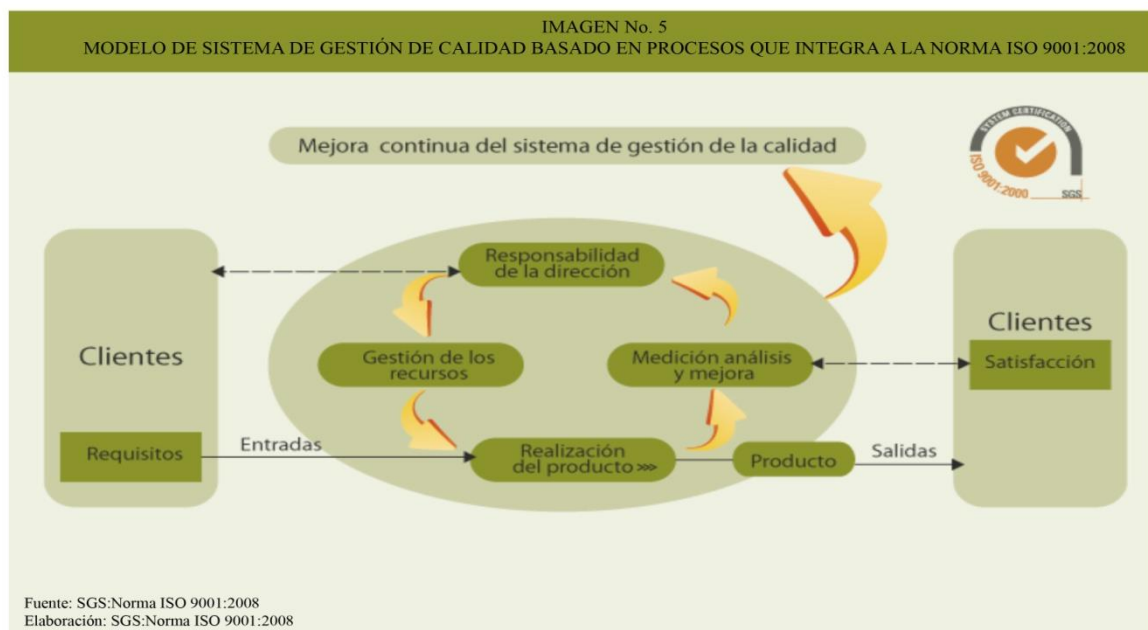 IMAGEN No. 5
MODELO DE SISTEMA DE GESTIÓN DE CALIDAD BASADO EN PROCESOS QUE INTEGRA A LA NORMA ISO 9001:2008
Mejora continua del sistema de gestión de la calidad
SYSTEM CERTIFICATION
ISO 9001:2000
SGS
Responsabilidad
de la dirección
Clientes
Gestión de los
recursos
Medición análisis
y mejora
Clientes
Satisfacción
Requisitos
Entradas
Realización
del producto >>>
Producto
Salidas
Fuente: SGS:Norma ISO 9001:2008
Elaboración: SGS:Norma ISO 9001:2008